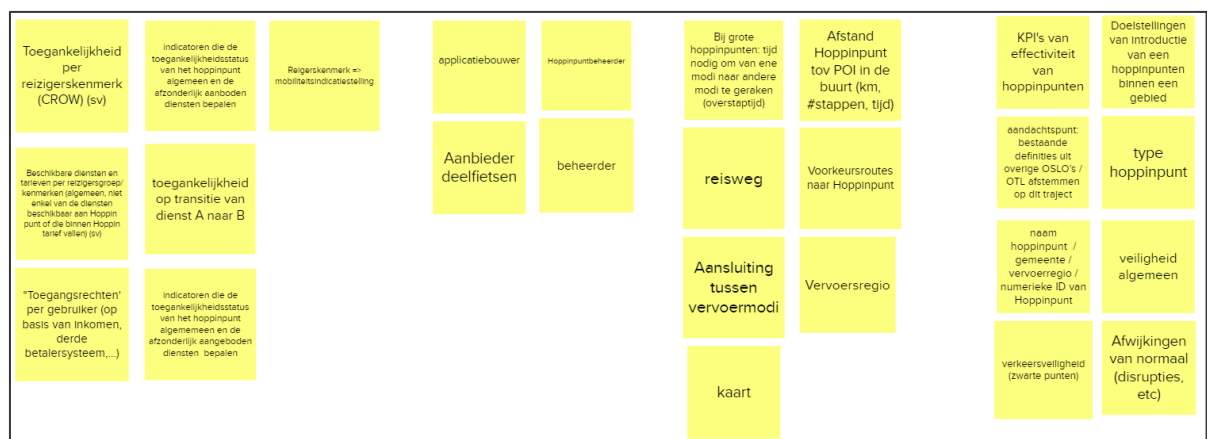 Toegankelijkheid
per
reizigerskenmerk
(CROW) (sv)
indicatoren die de
toegankelijkheidsstatus
van het hoppinpunt
algemeen en de
afzonderlijk aanboden
diensten bepalen
Reigerskenmerk =>
mobiliteitsindicatiestelling
Beschikbare diensten en
tarieven per reizigersgroep/
kenmerken (algemeen, niet
enkel van de diensten
beschikbaar aan Hoppin
punt of die binnen Hoppin
tarief vallen) (sv)
toegankelijkheid
op transitie van
dienst A naar B
"Toegangsrechten'
per gebruiker (op
basis van inkomen,
derde
betalersysteem,...)
indicatoren die de
toegankelijkheidsstatus
van het hoppinpunt
algememeen en de
afzonderlijk aangeboden
diensten bepalen
applicatiebouwer
Hoppinpuntbeheerder
Aanbieder
deelfietsen
beheerder
Bij grote
hoppinpunten: tijd
nodig om van ene
modi naar andere
modi te geraken
(overstaptijd)
Afstand
Hoppinpunt
tov POI in de
buurt (km,
#stappen, tijd)
reisweg
Voorkeursroutes
naar Hoppinpunt
Aansluiting
tussen
vervoermodi
Vervoersregio
kaart
KPI's van
effectiviteit
van
hoppinpunten
Doelstellingen
van introductie
van een
hoppinpunten
binnen een
gebied
aandachtspunt:
bestaande
definities uit
overige OSLO's /
OTL afstemmen
op dit traject
type
hoppinpunt
naam
hoppinpunt /
gemeente /
vervoerregio /
numerieke ID van
Hoppinpunt
veiligheid
algemeen
verkeersveiligheid
(zwarte punten)
Afwijkingen
van normaal
(disrupties,
etc)